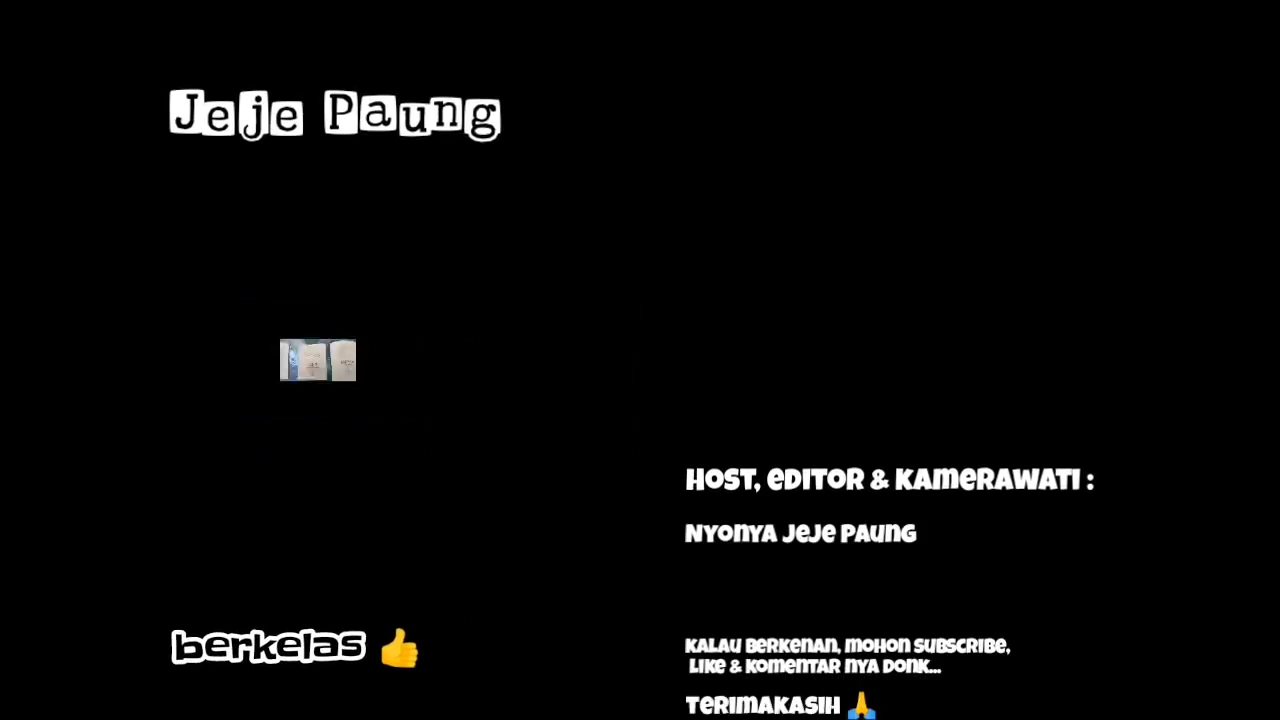 Jeje Paung
Host, editor & kamerawati :
Nyonya Jeje Paung
berkelas 👍
kalau berkenan, mohon subscribe,
like & komentar nya donk...
Terimakasih 🙏